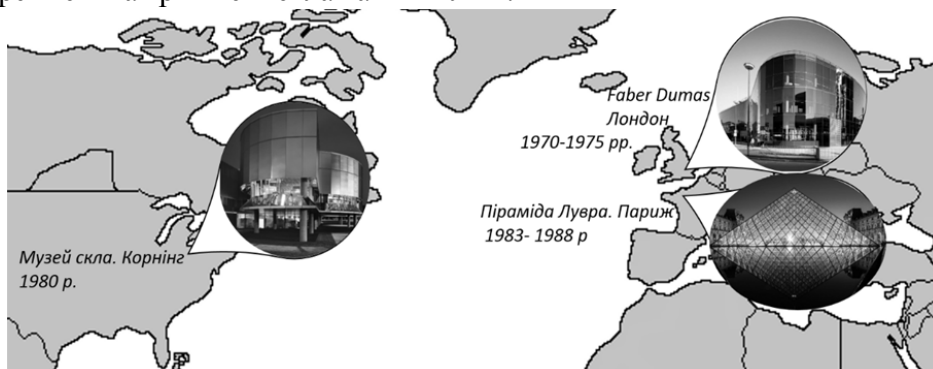 Faber Dumas
Лондон
1970-1975 рр.
Піраміда Лувра. Париж
1983- 1988 р
Музей скла. Корнінг
1980 р.